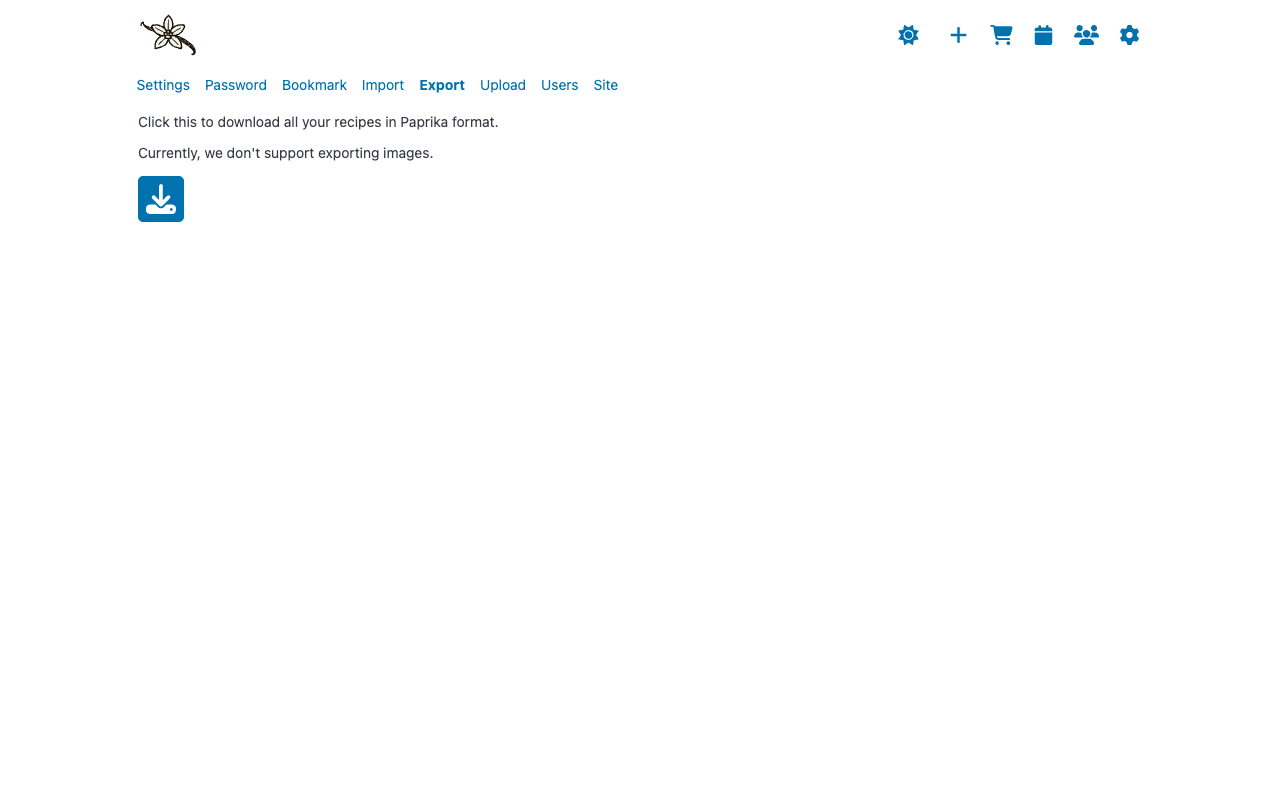 Settings Password Bookmark Import Export Upload Users Site
Click this to download all your recipes in Paprika format.
Currently, we don't support exporting images.